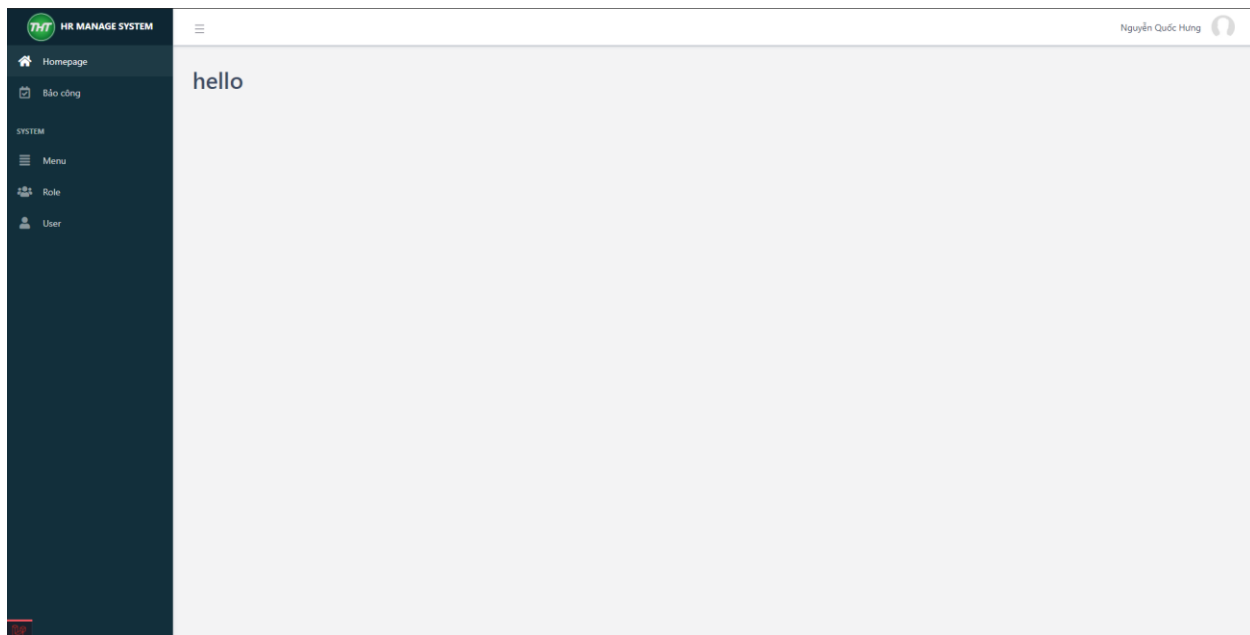 THT HR MANAGE SYSTEM
Nguyễn Quốc Hưng
Homepage
Báo công
SYSTEM
Menu
Role
User
hello